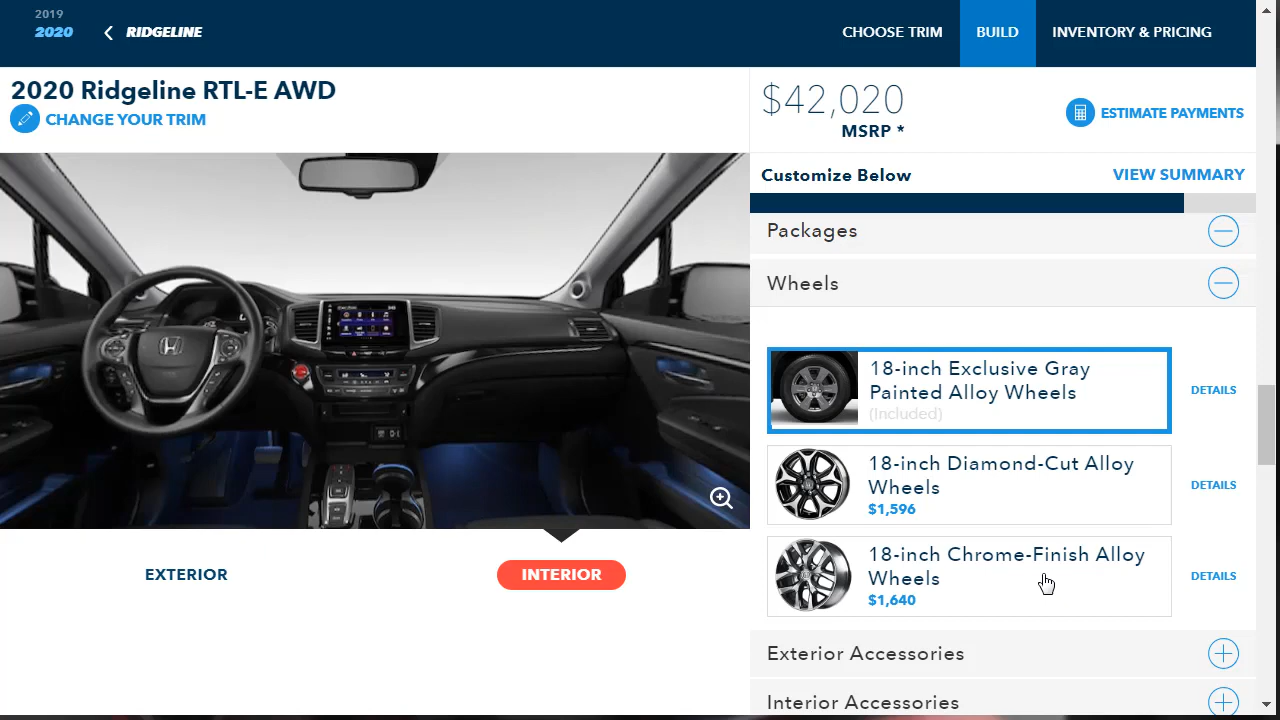 2019
2020
RIDGELINE
CHOOSE TRIM
BUILD
INVENTORY & PRICING
2020 Ridgeline RTL-E AWD
CHANGE YOUR TRIM
$42,020
MSRP *
ESTIMATE PAYMENTS
Customize Below
VIEW SUMMARY
Packages
Wheels
18-inch Exclusive Gray
Painted Alloy Wheels
(Included)
DETAILS
18-inch Diamond-Cut Alloy
Wheels
$1,596
DETAILS
18-inch Chrome-Finish Alloy
Wheels
$1,640
DETAILS
EXTERIOR
INTERIOR
Exterior Accessories
Interior Accessories